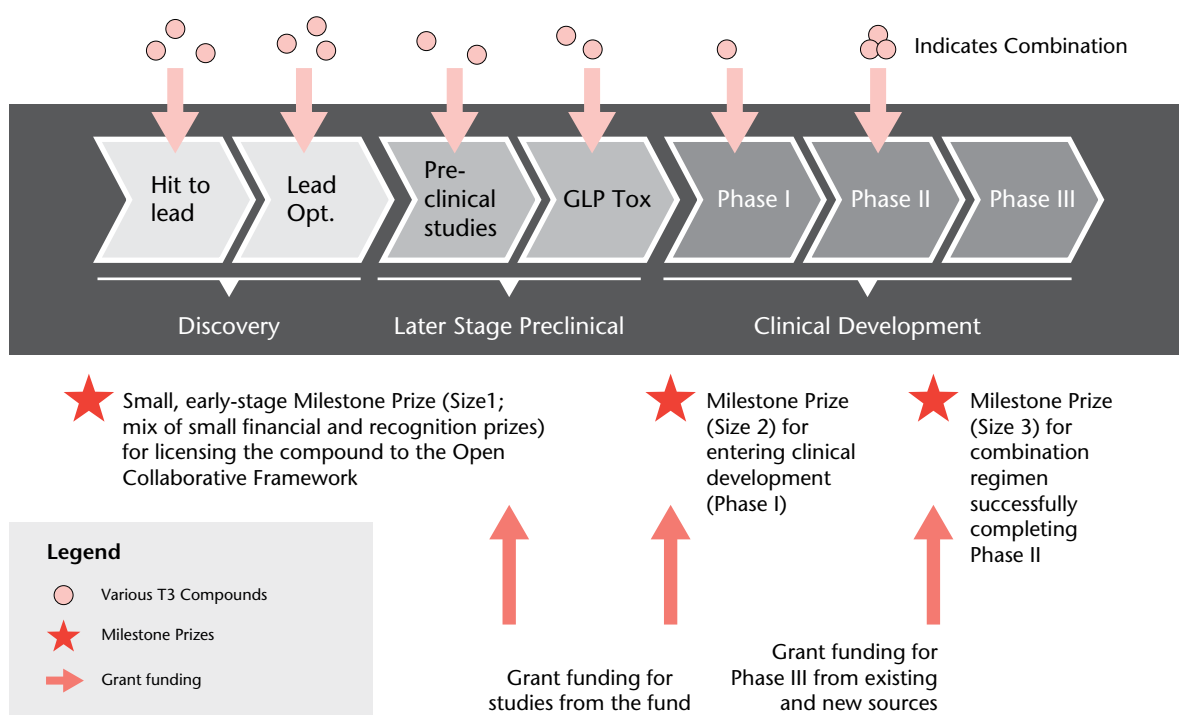 Indicates Combination
Hit to
lead
Lead
Opt.
Pre-
clinical
studies
GLP Tox
Phase I
Phase II
Phase III
Discovery
Later Stage Preclinical
Clinical Development
Small, early-stage Milestone Prize (Size1;
mix of small financial and recognition prizes)
for licensing the compound to the Open
Collaborative Framework
Milestone Prize
(Size 2) for
entering clinical
development
(Phase I)
Milestone Prize
(Size 3) for
combination
regimen
successfully
completing
Phase II
Legend
Various T3 Compounds
Milestone Prizes
Grant funding
Grant funding for
studies from the fund
Grant funding for
Phase III from existing
and new sources